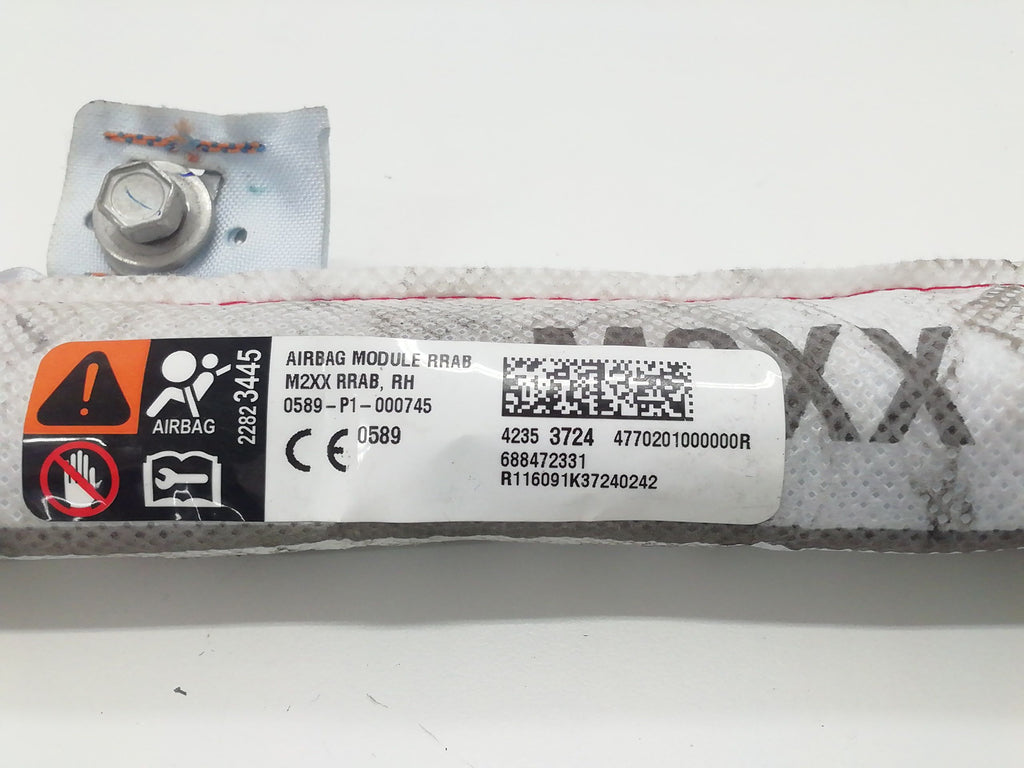 M2XX
AIRBAG
2282 3445
AIRBAG MODULE RRAB
M2XX RRAB, RH
0589-P1-000745
CE 0589
4235 3724 4770201000000R
688472331
R116091K37240242